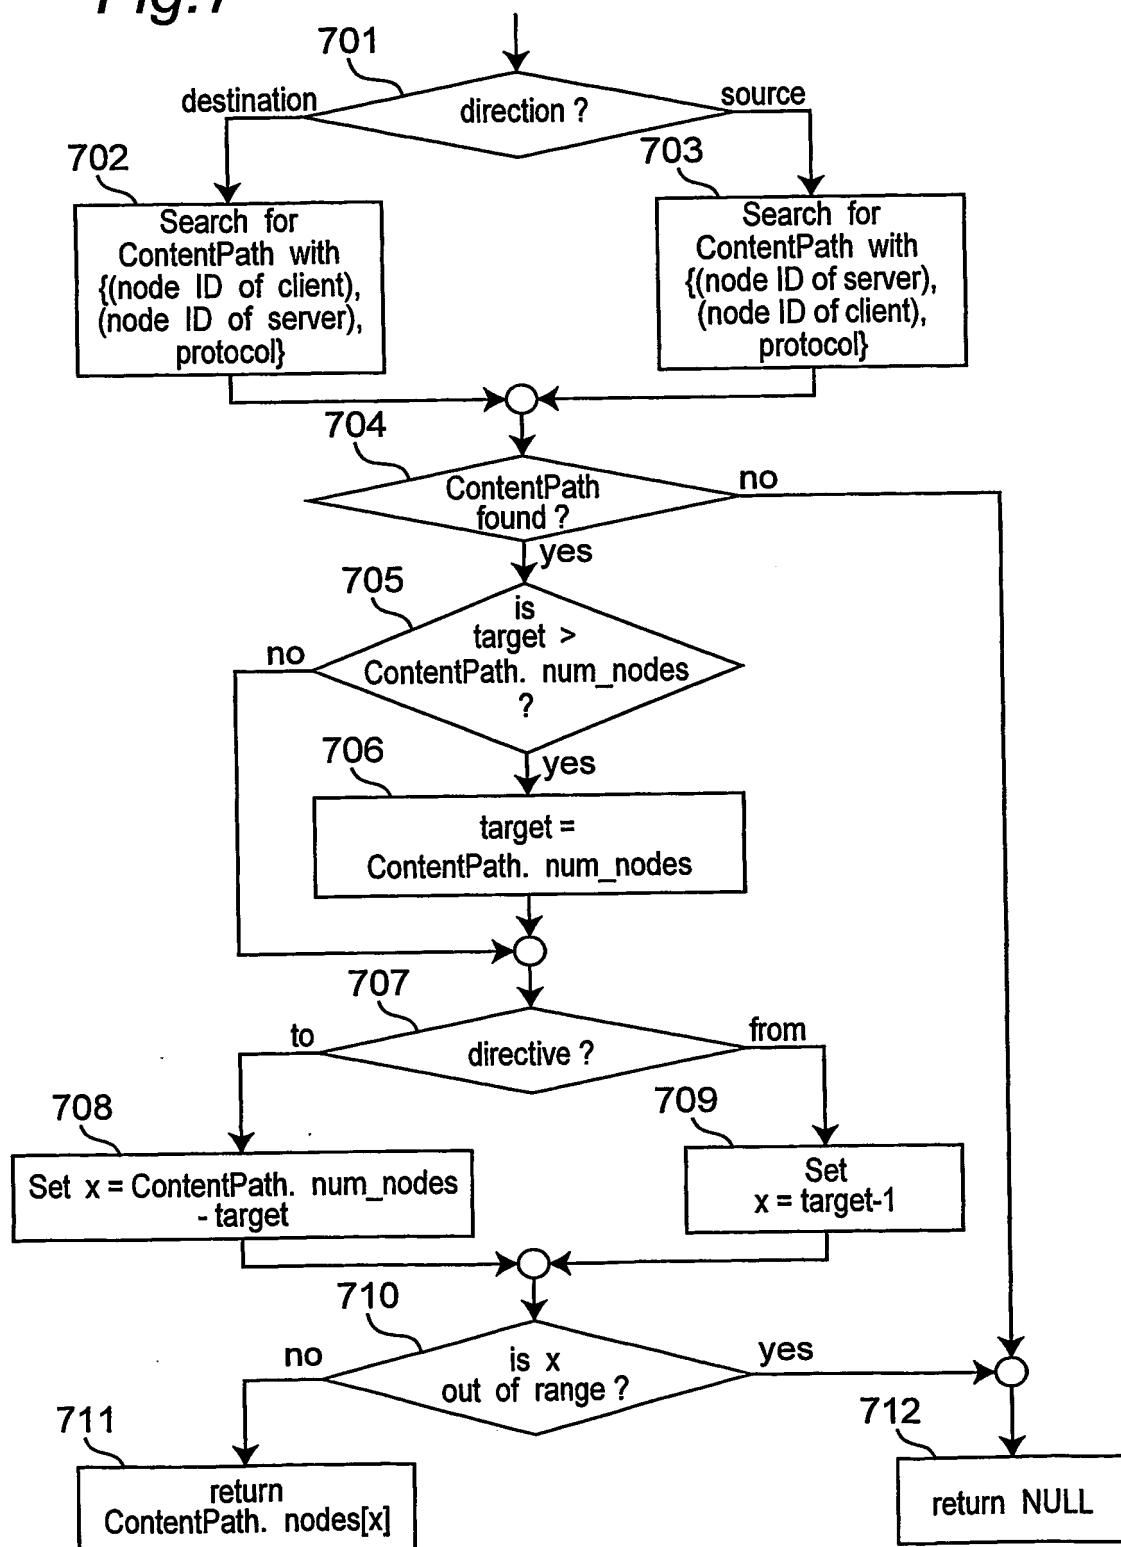 Fig.7
701
destination
direction ?
source
702
703
Search for
ContentPath with
{(node ID of client),
(node ID of server),
protocol}
Search for
ContentPath with
{(node ID of server),
(node ID of client),
protocol}
704
ContentPath
found ?
no
yes
705
is
target >
ContentPath. num_nodes
?
no
yes
706
target =
ContentPath. num_nodes
707
to
directive ?
from
708
709
Set x = ContentPath. num_nodes
- target
Set
x = target-1
710
no
is x
out of range ?
yes
711
712
return
ContentPath. nodes[x]
return NULL